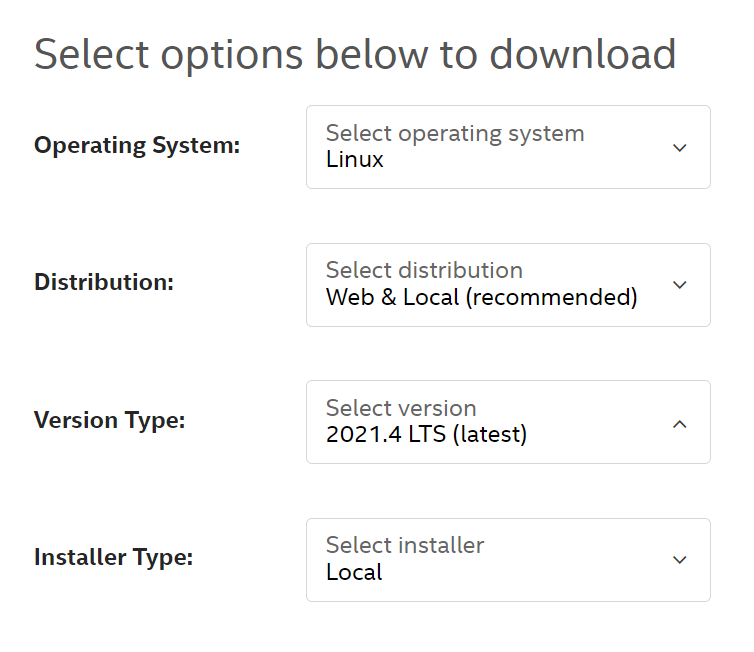 Select options below to download
Operating System:
Select operating system
Linux
Distribution:
Select distribution
Web & Local (recommended)
Version Type:
Select version
2021.4 LTS (latest)
Installer Type:
Select installer
Local